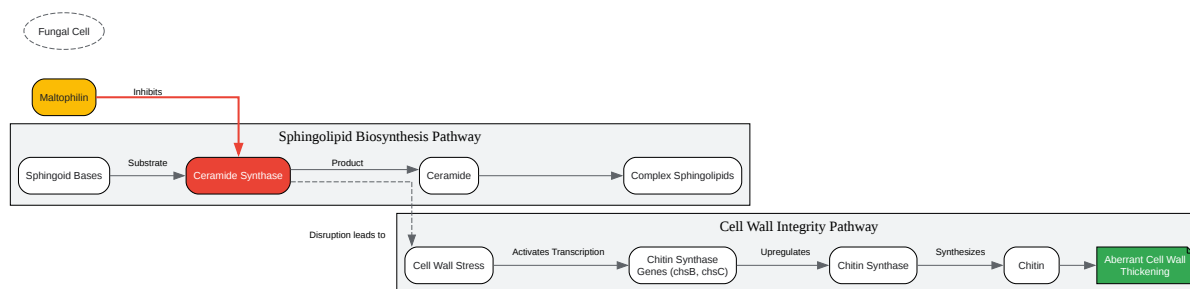 Fungal Cell
Maltophilin
Inhibits
Sphingolipid Biosynthesis Pathway
Sphingoid Bases
Substrate
Ceramide Synthase
Product
Ceramide
Complex Sphingolipids
Disruption leads to
Cell Wall Integrity Pathway
Cell Wall Stress
Activates Transcription
Chitin Synthase
Genes (chsB, chsC)
Upregulates
Chitin Synthase
Synthesizes
Chitin
Aberrant Cell Wall
Thickening